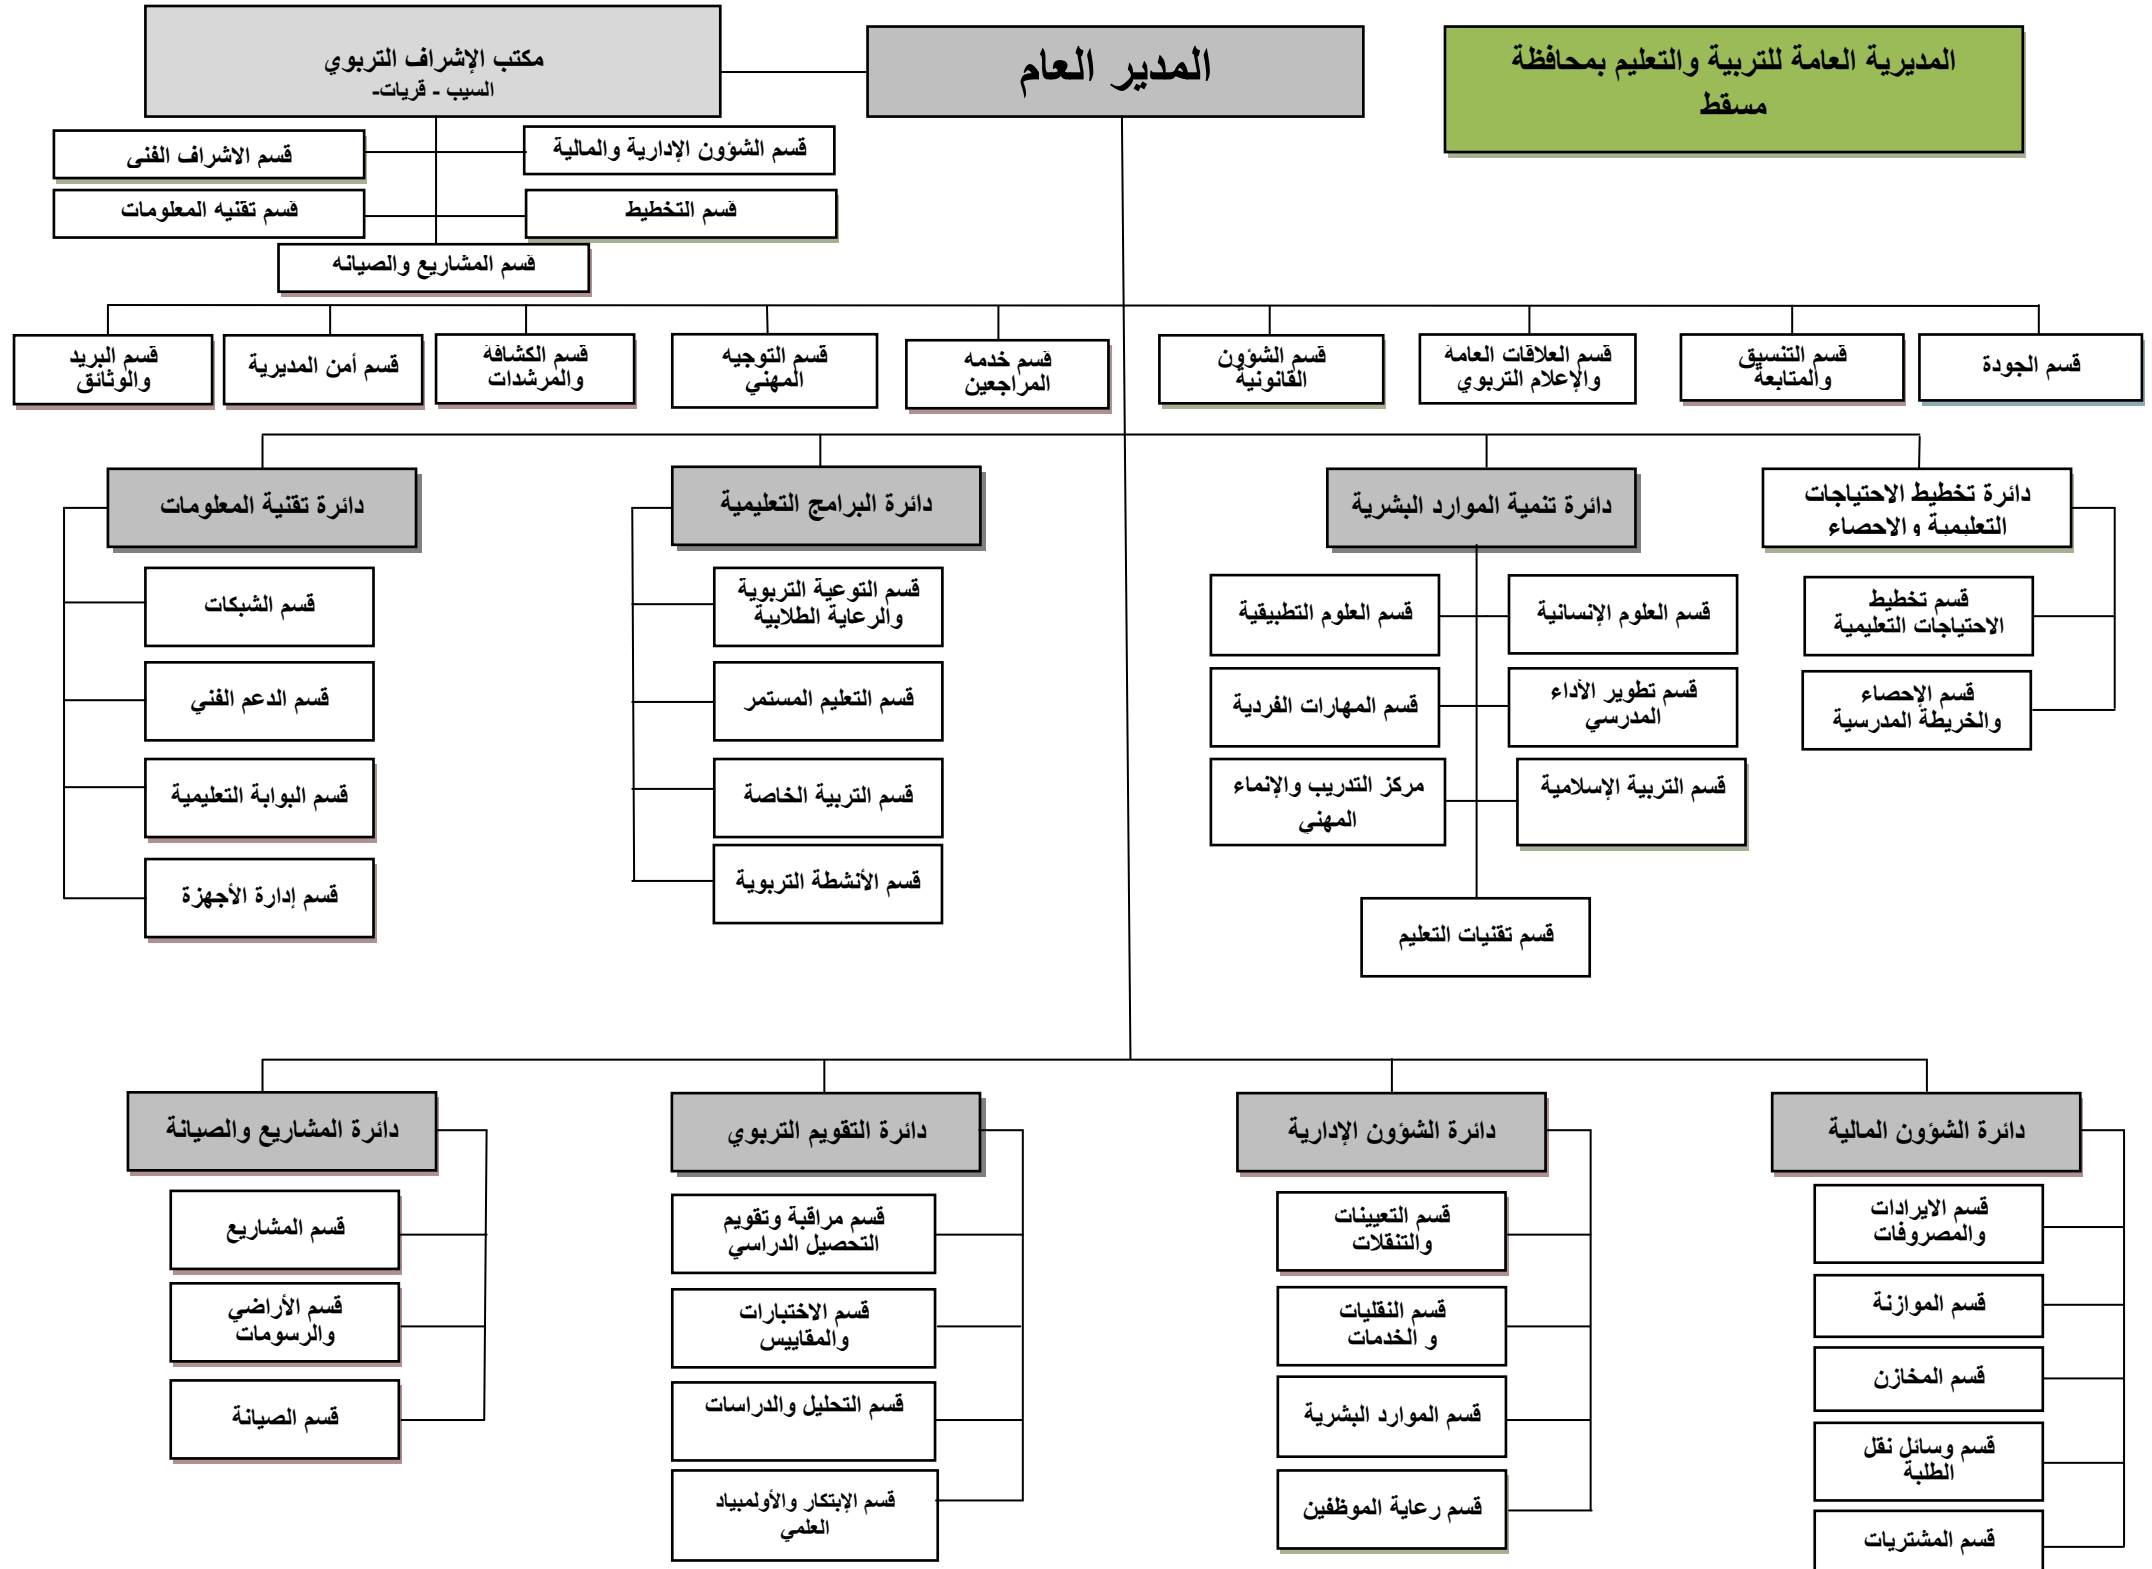 المديرية العامة للتربية والتعليم بمحافظة
مسقط
المدير العام
مكتب الإشراف التربوي
السيب - قريات-
قسم الشؤون الإدارية والمالية
قسم الاشراف الفنى
قسم التخطيط
قسم تقنيه المعلومات
قسم المشاريع والصيانه
قسم الجودة
قسم التنسيق
والمتابعة
قسم العلاقات العامة
والإعلام التربوي
قسم الشؤون
القانونية
قسم خدمه
المراجعين
قسم التوجيه
المهني
قسم الكشافة
والمرشدات
قسم أمن المديرية
قسم البريد
والوثائق
دائرة تخطيط الاحتياجات
التعليمية والاحصاء
قسم تخطيط
الاحتياجات التعليمية
قسم الإحصاء
والخريطة المدرسية
دائرة تنمية الموارد البشرية
قسم العلوم الإنسانية
قسم العلوم التطبيقية
قسم تطوير الأداء
المدرسي
قسم المهارات الفردية
قسم التربية الإسلامية
مركز التدريب والإنماء
المهني
قسم تقنيات التعليم
دائرة البرامج التعليمية
قسم التوعية التربوية
والرعاية الطلابية
قسم التعليم المستمر
قسم التربية الخاصة
قسم الأنشطة التربوية
دائرة تقنية المعلومات
قسم الشبكات
قسم الدعم الفني
قسم البوابة التعليمية
قسم إدارة الأجهزة
دائرة الشؤون المالية
قسم الايرادات
والمصروفات
قسم الموازنة
قسم المخازن
قسم وسائل نقل
الطلبة
قسم المشتريات
دائرة الشؤون الإدارية
قسم التعيينات
والتنقلات
قسم النقليات
و الخدمات
قسم الموارد البشرية
قسم رعاية الموظفين
دائرة التقويم التربوي
قسم مراقبة وتقويم
التحصيل الدراسي
قسم الاختبارات
والمقاييس
قسم التحليل والدراسات
قسم الإبتكار والأولمبياد
العلمي
دائرة المشاريع والصيانة
قسم المشاريع
قسم الأراضي
والرسومات
قسم الصيانة